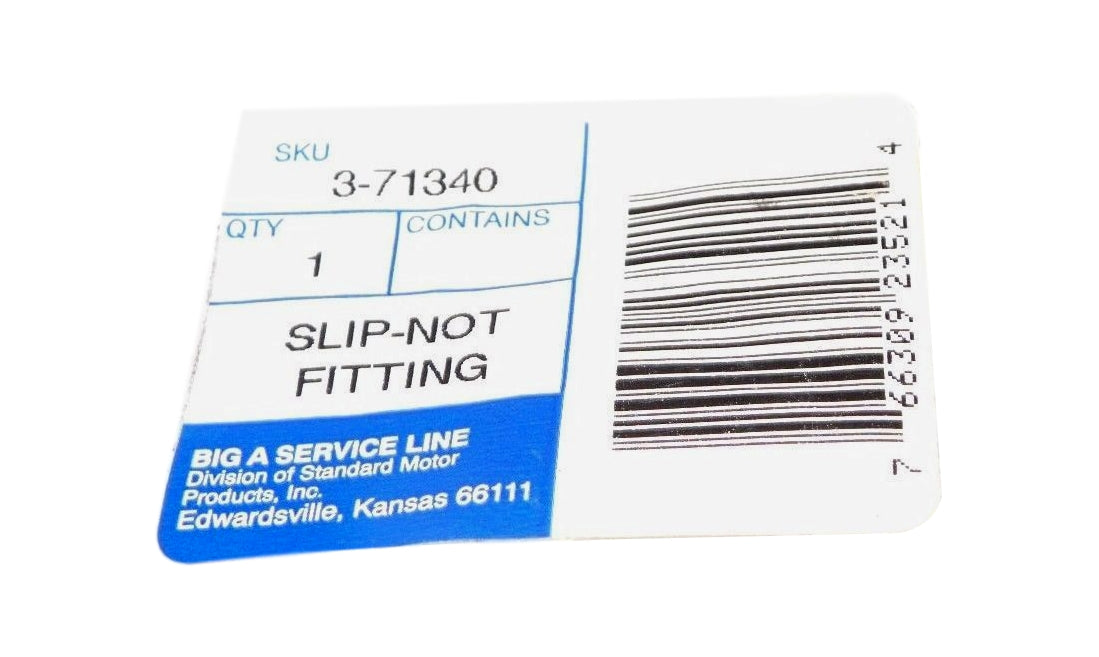 SKU
3-71340
QTY
1
CONTAINS
SLIP-NOT
FITTING
BIG A SERVICE LINE
Division of Standard Motor
Products, Inc.
Edwardsville, Kansas 66111
7 66309 23521 4